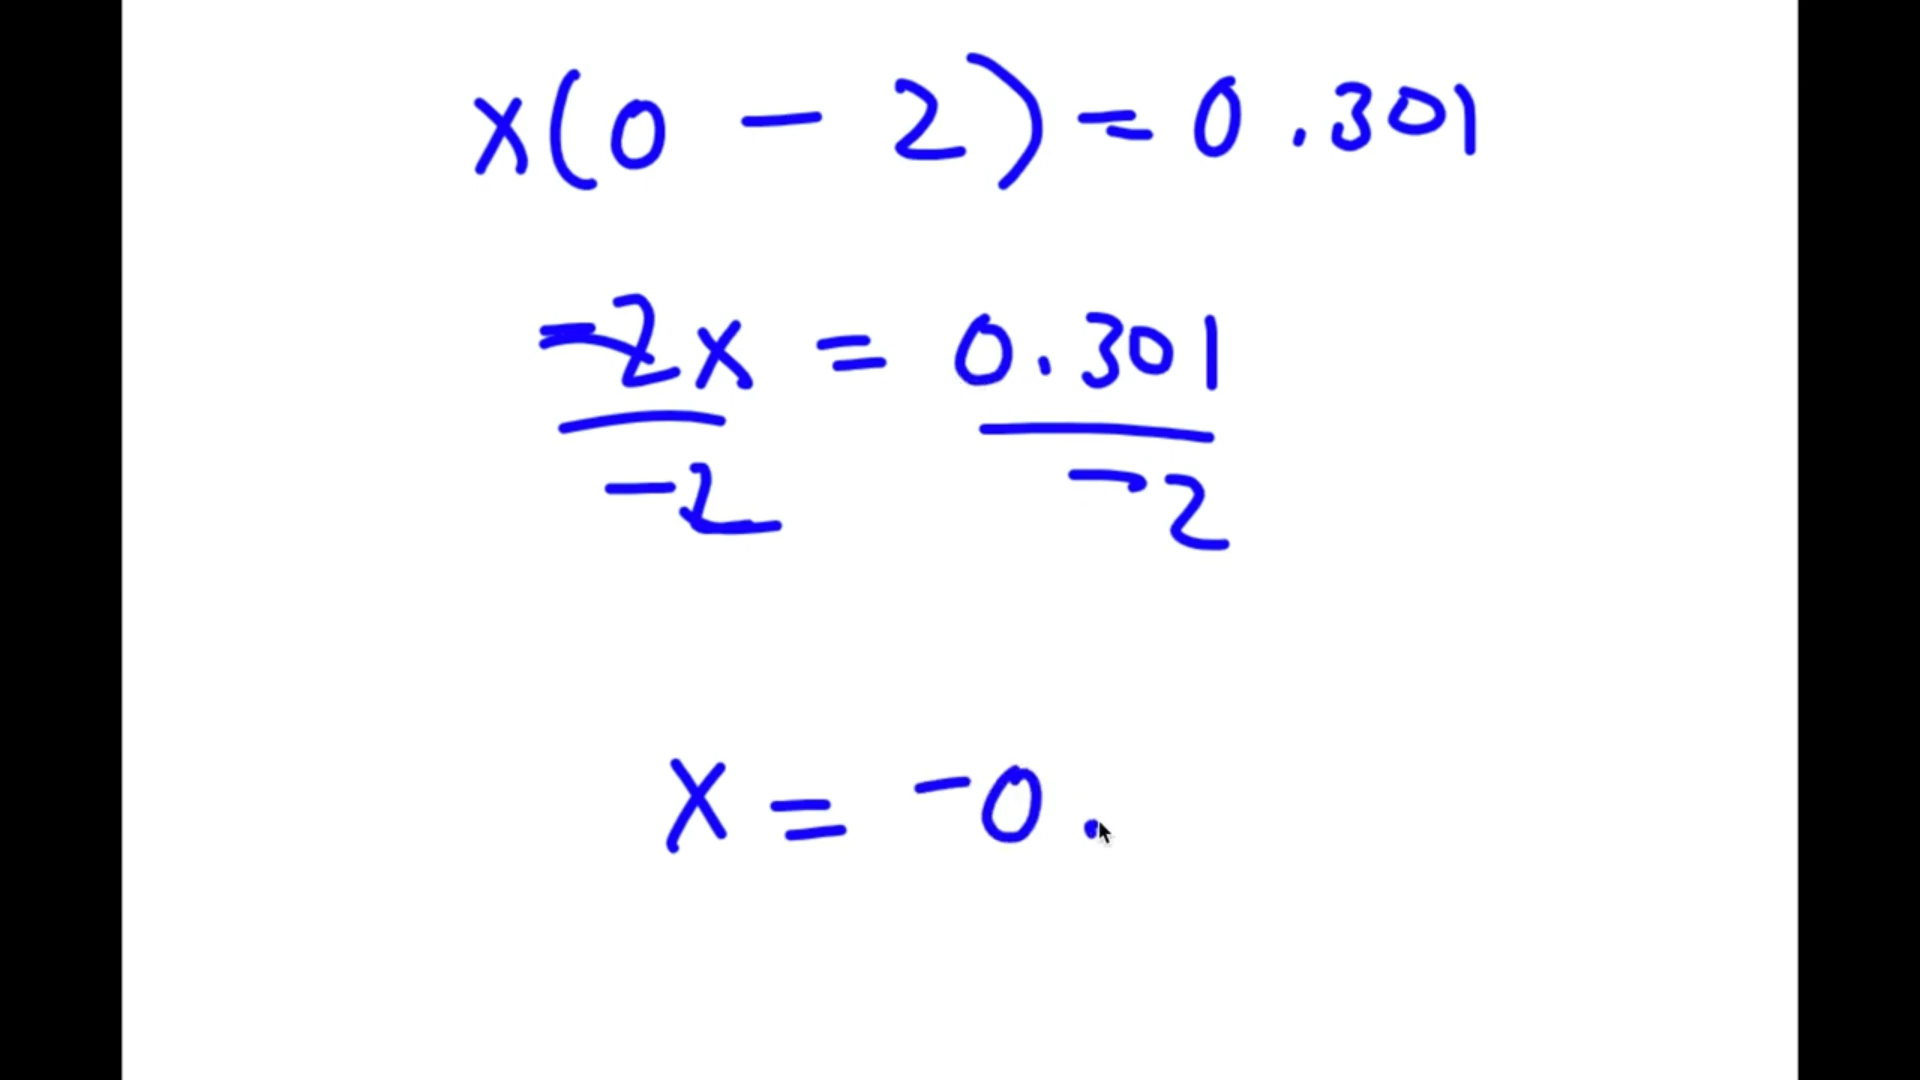 x(0 − 2) = 0.301
−2x = 0.301
−2 −2
x = −0.